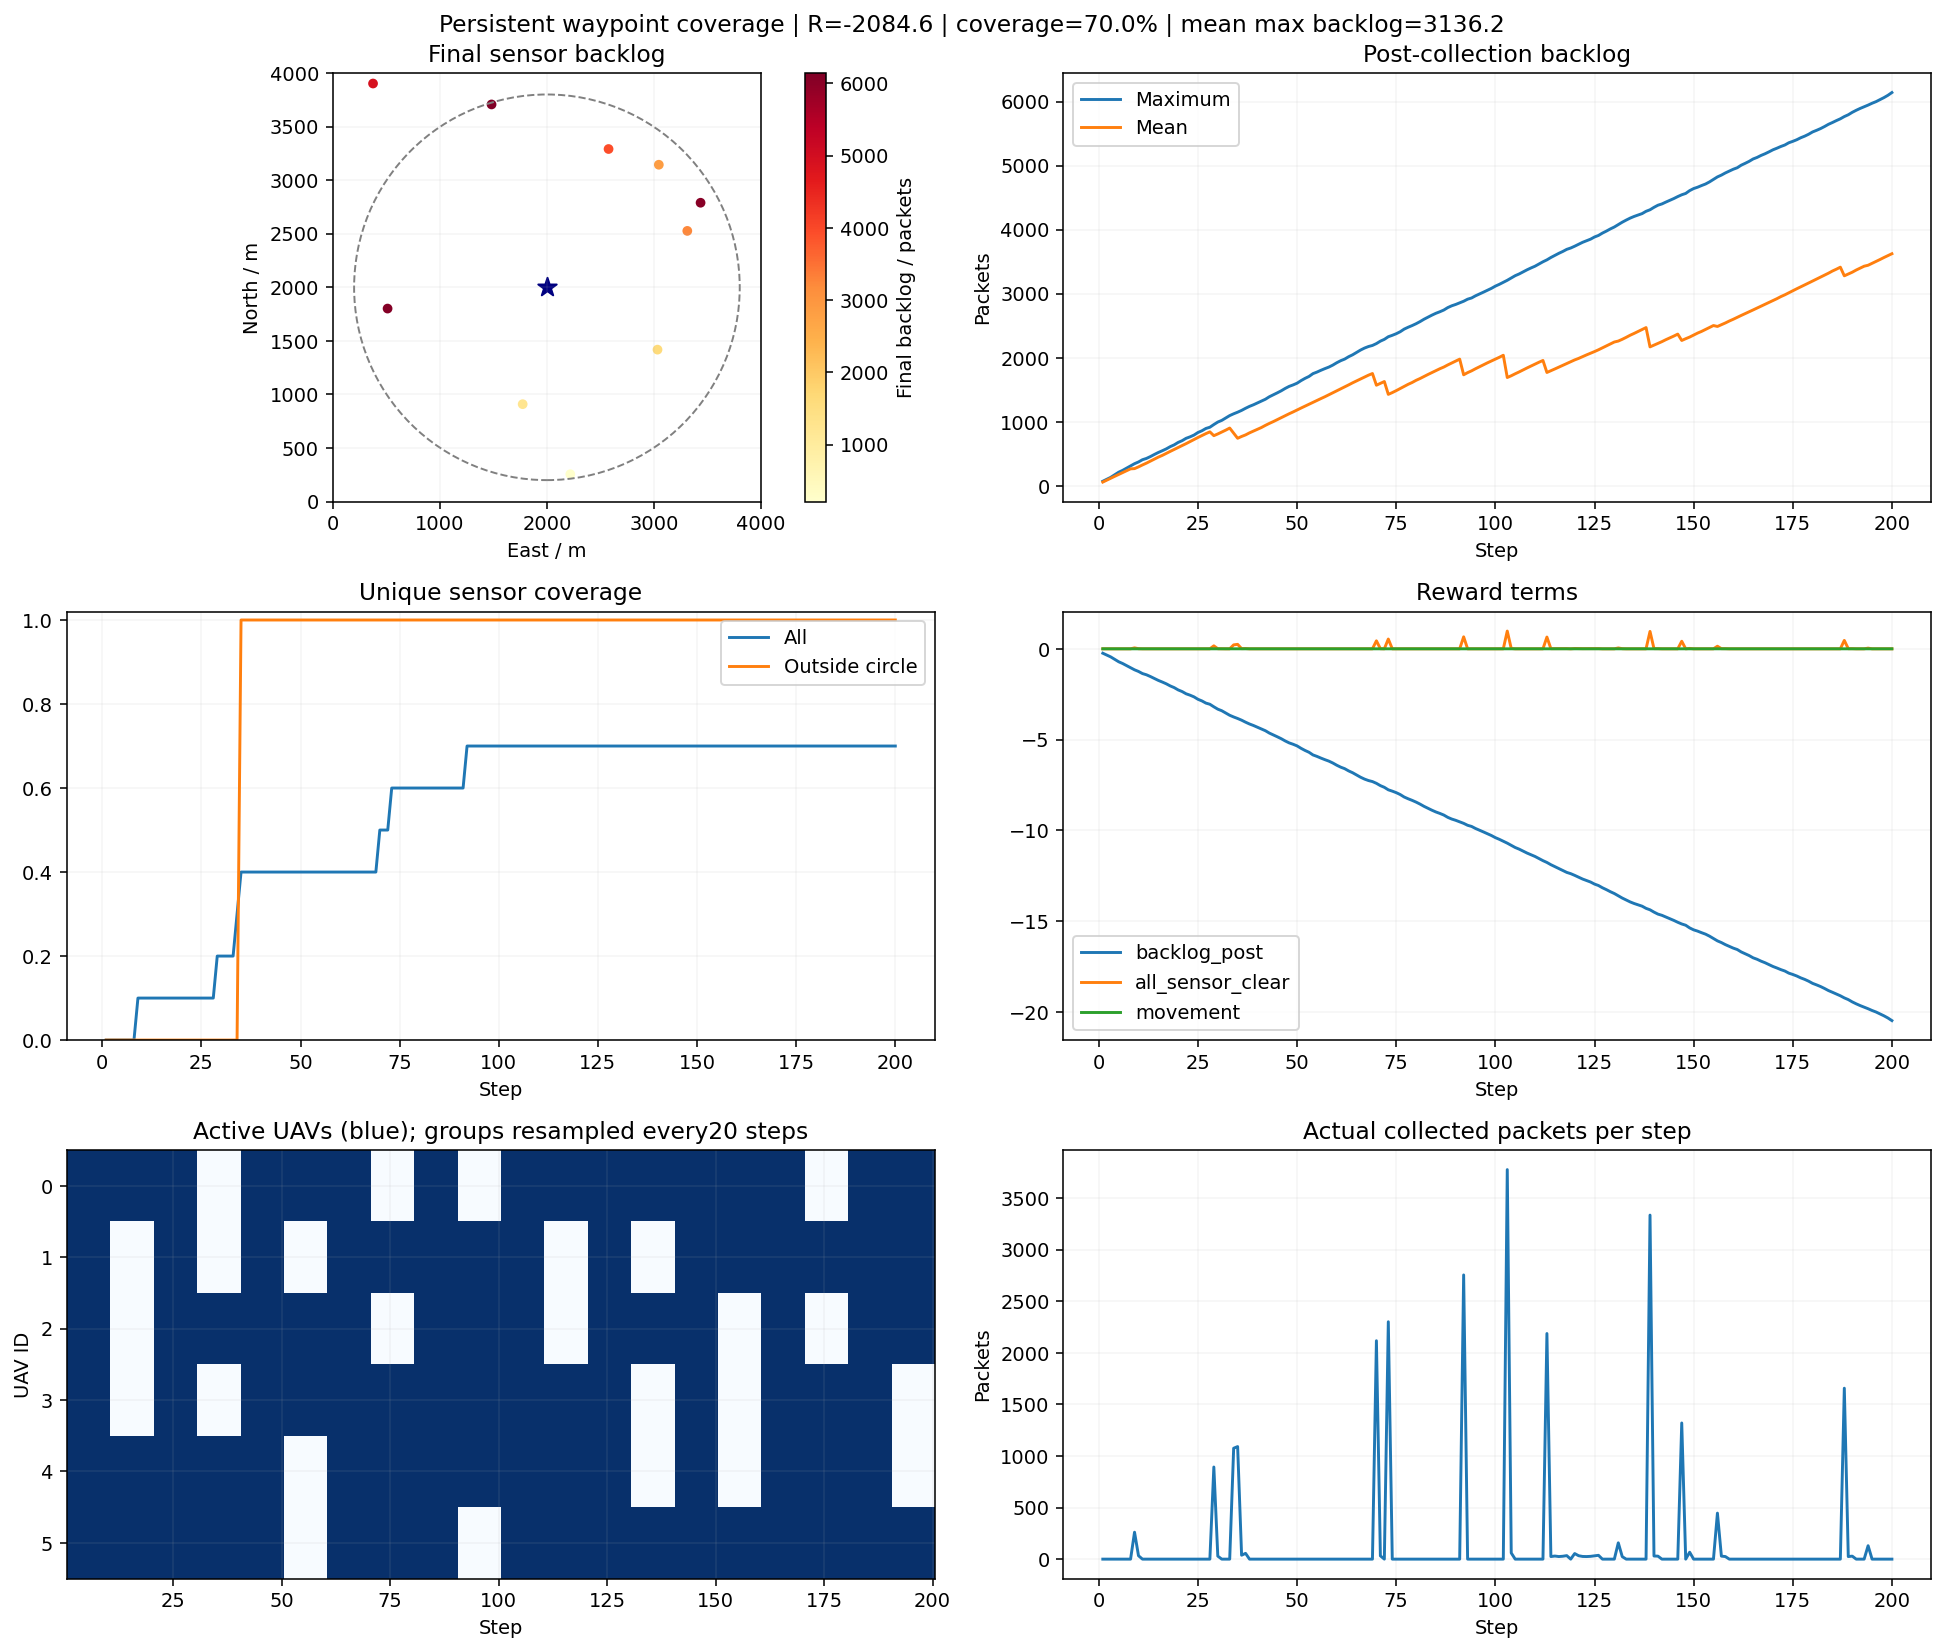 Persistent waypoint coverage | R=-2084.6 | coverage=70.0% | mean max backlog=3136.2
Final sensor backlog
4000
3500
3000
2500
2000
1500
1000
500
0
North / m
0 1000 2000 3000 4000
East / m
6000
5000
4000
3000
2000
1000
Final backlog / packets
Post-collection backlog
Maximum
Mean
6000
5000
4000
3000
2000
1000
0
Packets
0 25 50 75 100 125 150 175 200
Step
Unique sensor coverage
All
Outside circle
1.0
0.8
0.6
0.4
0.2
0.0
0 25 50 75 100 125 150 175 200
Step
Reward terms
0
−5
−10
−15
−20
backlog_post
all_sensor_clear
movement
0 25 50 75 100 125 150 175 200
Step
Active UAVs (blue); groups resampled every20 steps
0
1
2
3
4
5
UAV ID
25 50 75 100 125 150 175 200
Step
Actual collected packets per step
3500
3000
2500
2000
1500
1000
500
0
Packets
0 25 50 75 100 125 150 175 200
Step